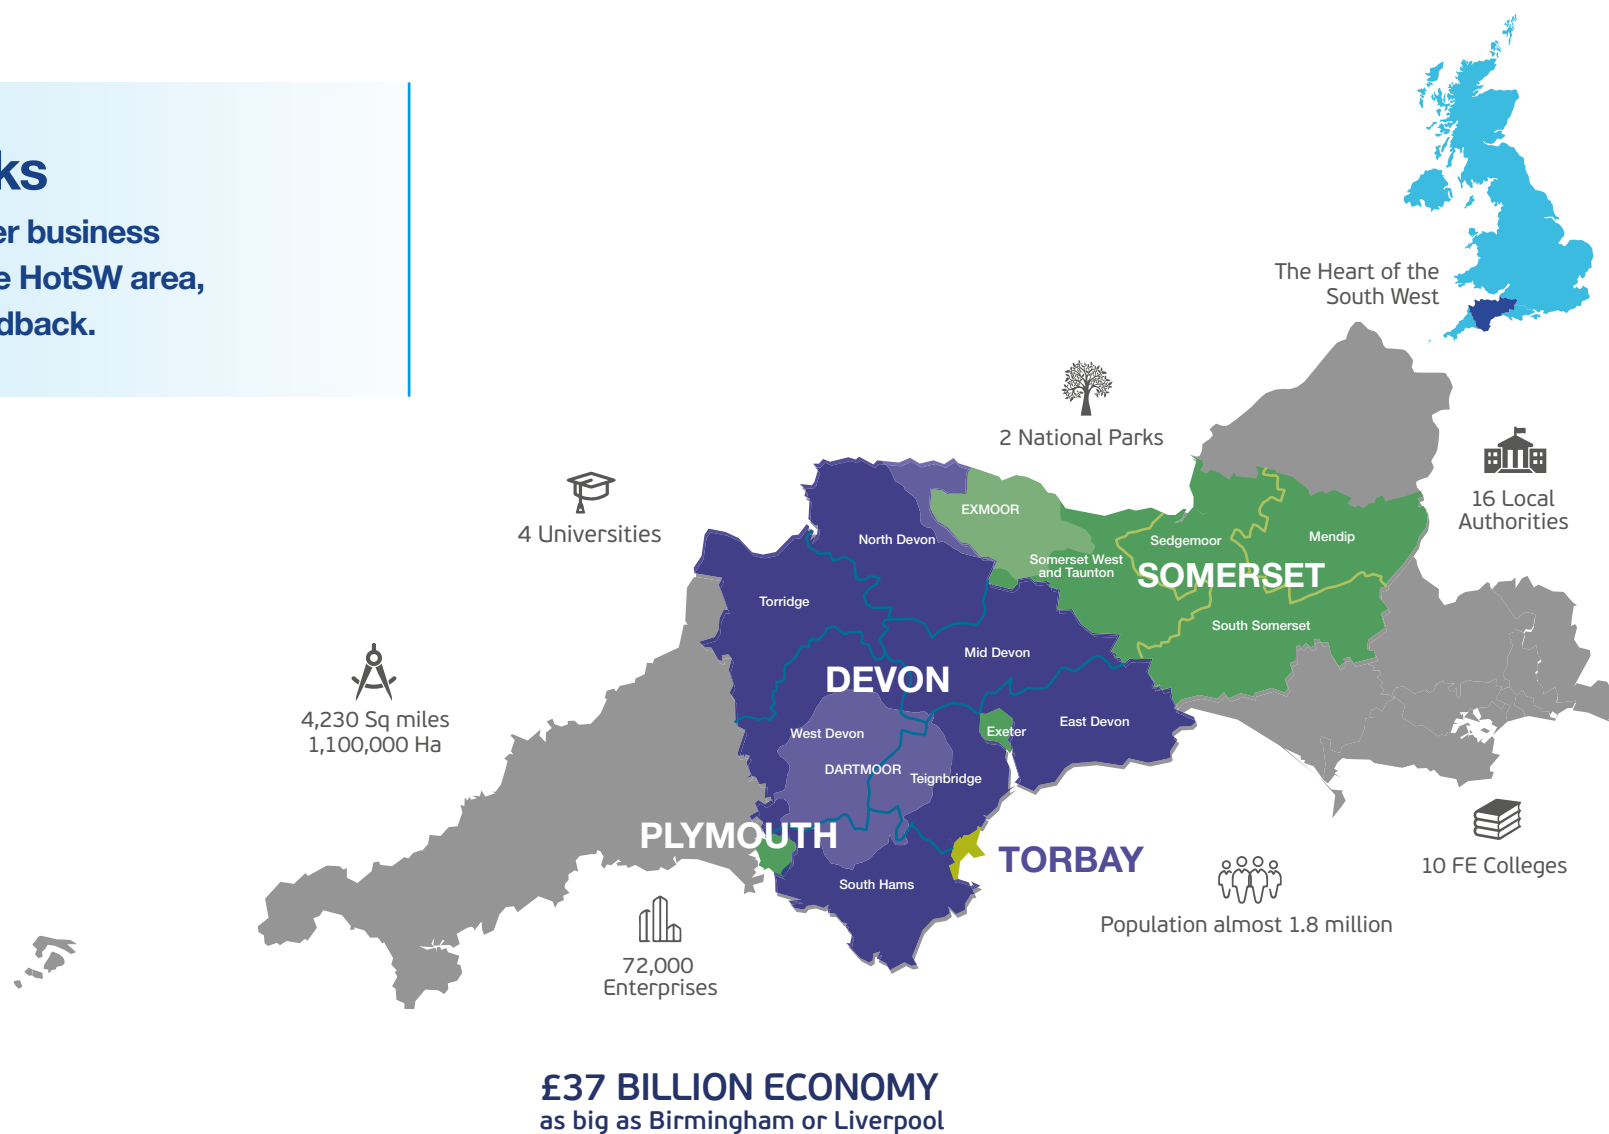 ks
er business
e HotSW area,
dback.
The Heart of the
South West
2 National Parks
16 Local
Authorities
4 Universities
EXMOOR
North Devon
Sedgemoor
Mendip
Somerset West
and Taunton
SOMERSET
Torridge
South Somerset
Mid Devon
DEVON
4,230 Sq miles
1,100,000 Ha
West Devon
Exeter
East Devon
DARTMOOR
Teignbridge
PLYMOUTH
TORBAY
10 FE Colleges
South Hams
Population almost 1.8 million
72,000
Enterprises
£37 BILLION ECONOMY
as big as Birmingham or Liverpool